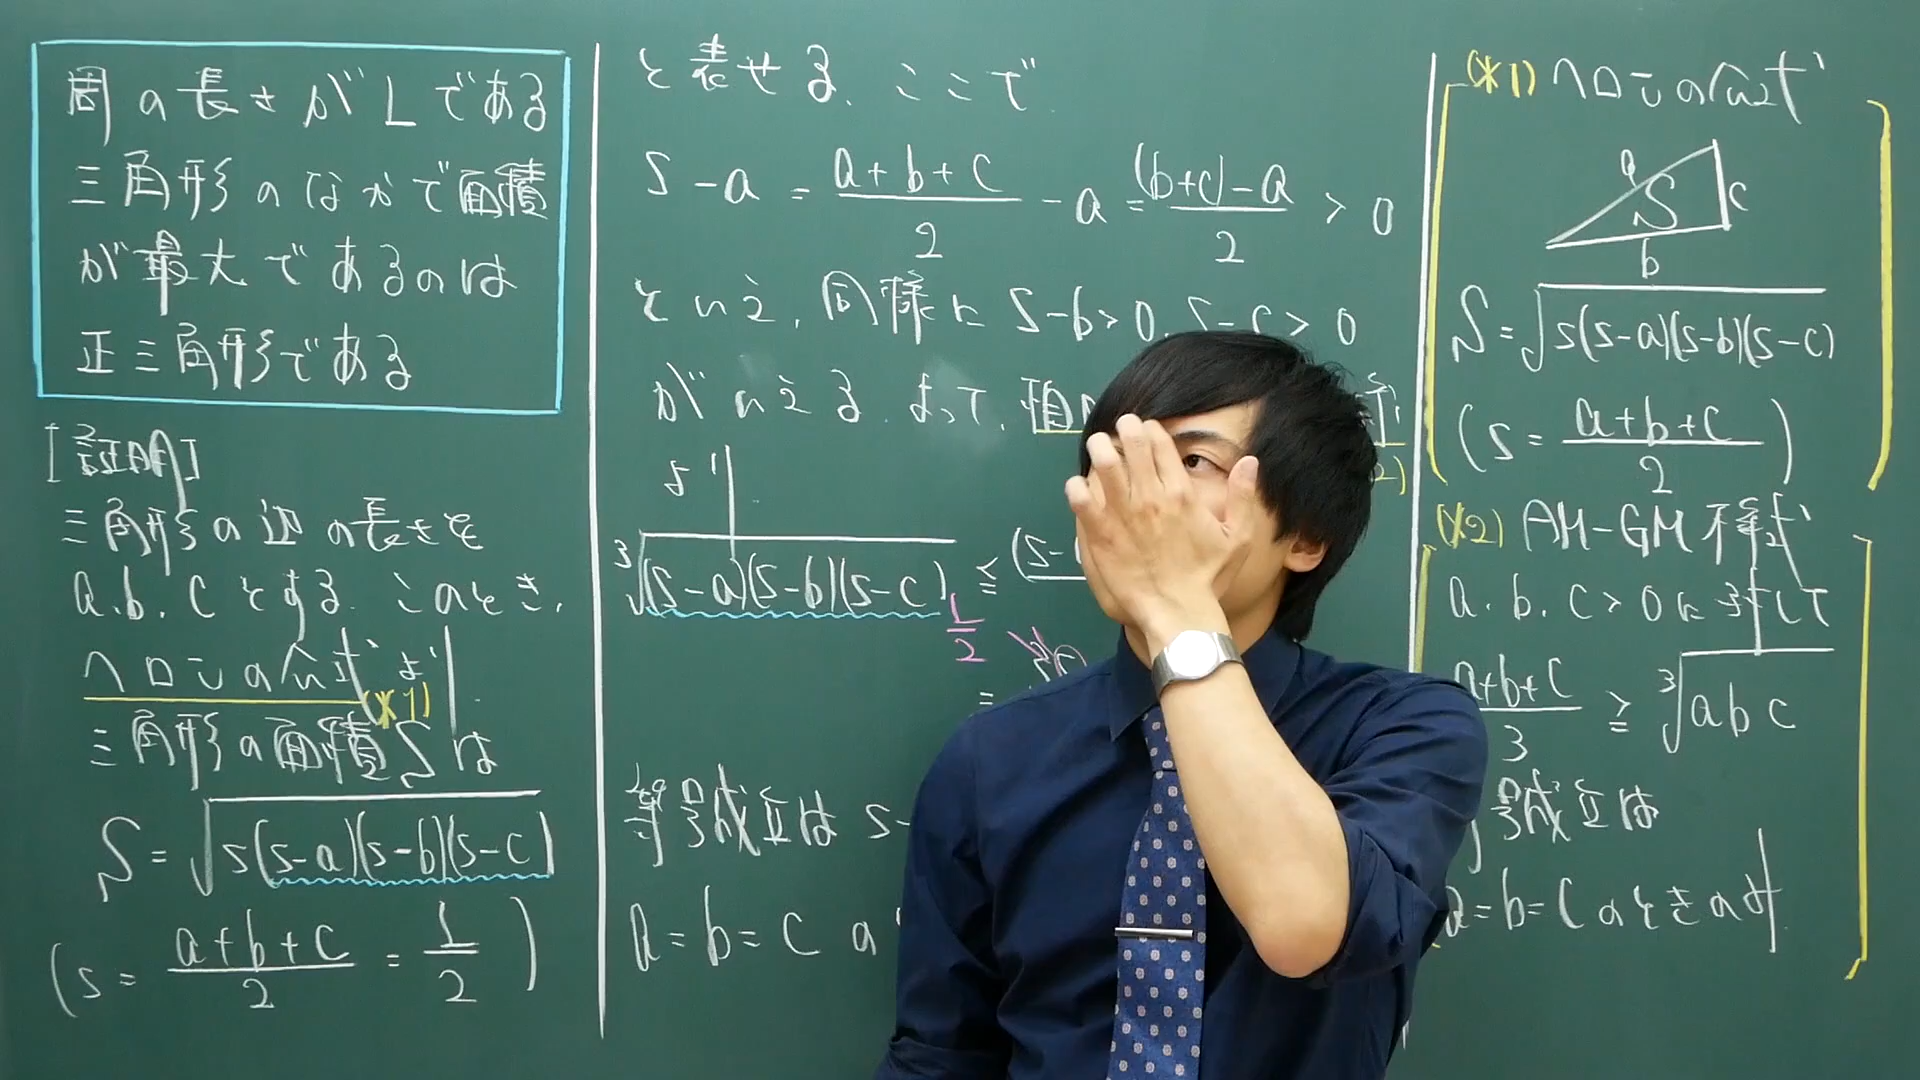 周の長さがLである
三角形のなかで面積
が最大であるのは
正三角形である
[証明]
三角形の辺の長さを
a.b.cとする.このとき,
ヘロンの公式より (※1)
三角形の面積Sは
S=√s(s-a)(s-b)(s-c)
(s= a+b+c/2 = L/2)
と表せる.ここで
s-a = a+b+c/2 -a = (b+c)-a/2 > 0
といえ,同様に s-b>0, s-c>0
がいえる.よって,相
より
³√(s-a)(s-b)(s-c) ≦ (s-
L/2
=
等号成立は s-
a=b=c の
(※1) ヘロンの公式
a
S
c
b
S=√s(s-a)(s-b)(s-c)
(s= a+b+c/2)
(※2) AM-GM不等式
a.b.c>0に対して
a+b+c/3 ≧ ³√abc
号成立は
a=b=cのときのみ